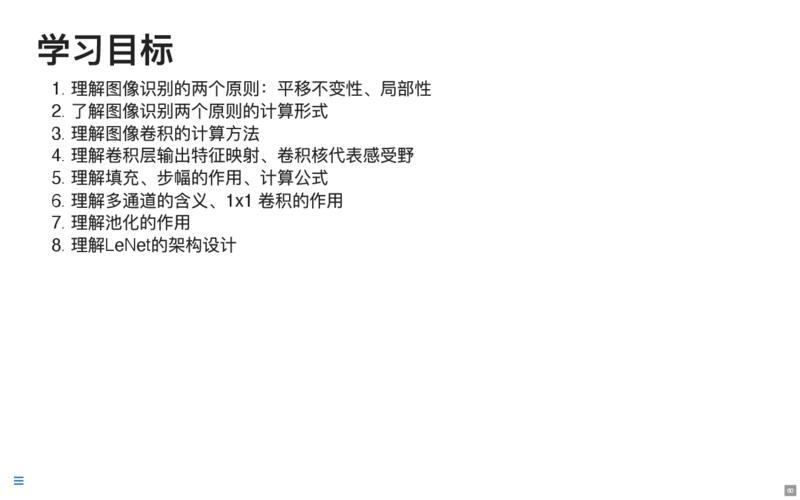 学习目标
1. 理解图像识别的两个原则：平移不变性、局部性
2. 了解图像识别两个原则的计算形式
3. 理解图像卷积的计算方法
4. 理解卷积层输出特征映射、卷积核代表感受野
5. 理解填充、步幅的作用、计算公式
6. 理解多通道的含义、1x1 卷积的作用
7. 理解池化的作用
8. 理解LeNet的架构设计